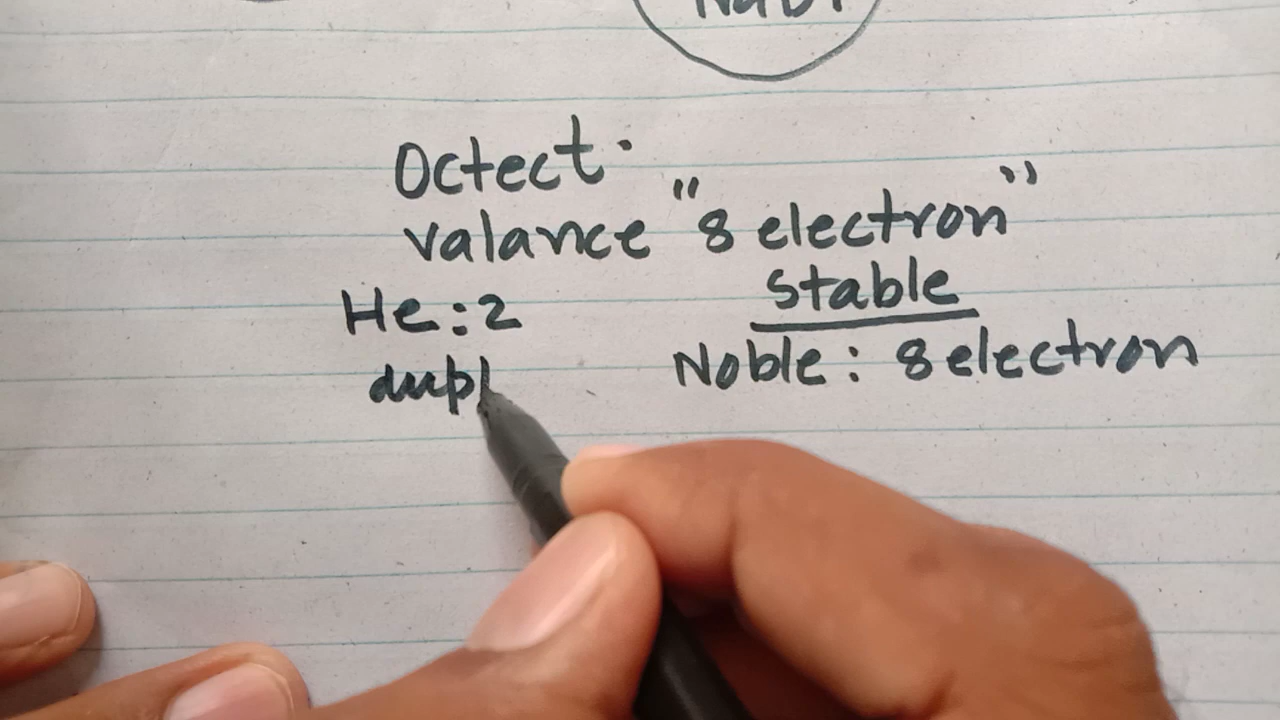 Octect.
valance "8 electron"
stable
He:2
Noble: 8 electron
dupl